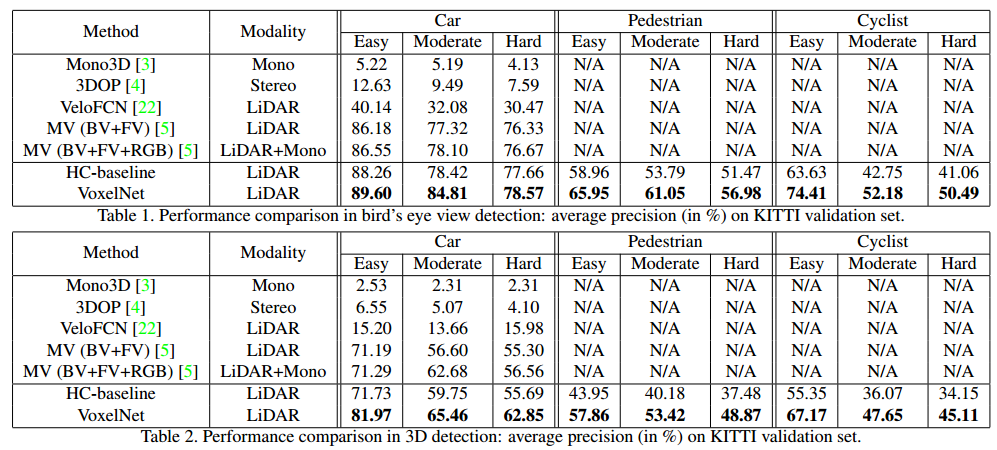 Method Modality Car Pedestrian Cyclist
Easy Moderate Hard Easy Moderate Hard Easy Moderate Hard
Mono3D [3] Mono 5.22 5.19 4.13 N/A N/A N/A N/A N/A N/A
3DOP [4] Stereo 12.63 9.49 7.59 N/A N/A N/A N/A N/A N/A
VeloFCN [22] LiDAR 40.14 32.08 30.47 N/A N/A N/A N/A N/A N/A
MV (BV+FV) [5] LiDAR 86.18 77.32 76.33 N/A N/A N/A N/A N/A N/A
MV (BV+FV+RGB) [5] LiDAR+Mono 86.55 78.10 76.67 N/A N/A N/A N/A N/A N/A
HC-baseline LiDAR 88.26 78.42 77.66 58.96 53.79 51.47 63.63 42.75 41.06
VoxelNet LiDAR 89.60 84.81 78.57 65.95 61.05 56.98 74.41 52.18 50.49
Table 1. Performance comparison in bird's eye view detection: average precision (in %) on KITTI validation set.
Method Modality Car Pedestrian Cyclist
Easy Moderate Hard Easy Moderate Hard Easy Moderate Hard
Mono3D [3] Mono 2.53 2.31 2.31 N/A N/A N/A N/A N/A N/A
3DOP [4] Stereo 6.55 5.07 4.10 N/A N/A N/A N/A N/A N/A
VeloFCN [22] LiDAR 15.20 13.66 15.98 N/A N/A N/A N/A N/A N/A
MV (BV+FV) [5] LiDAR 71.19 56.60 55.30 N/A N/A N/A N/A N/A N/A
MV (BV+FV+RGB) [5] LiDAR+Mono 71.29 62.68 56.56 N/A N/A N/A N/A N/A N/A
HC-baseline LiDAR 71.73 59.75 55.69 43.95 40.18 37.48 55.35 36.07 34.15
VoxelNet LiDAR 81.97 65.46 62.85 57.86 53.42 48.87 67.17 47.65 45.11
Table 2. Performance comparison in 3D detection: average precision (in %) on KITTI validation set.